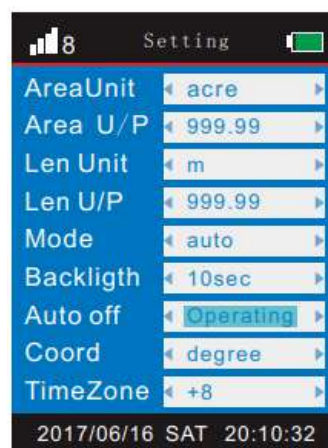 8 Setting
AreaUnit acre
Area U/P 999.99
Len Unit m
Len U/P 999.99
Mode auto
Backligth 10sec
Auto off Operating
Coord degree
TimeZone +8
2017/06/16 SAT 20:10:32